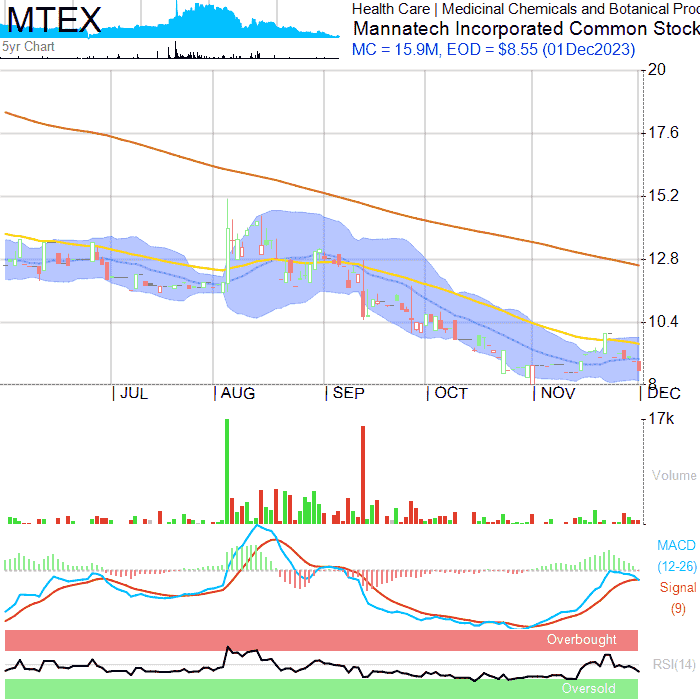 MTEX
5yr Chart
Health Care | Medicinal Chemicals and Botanical Prod
Mannatech Incorporated Common Stock
MC = 15.9M, EOD = $8.55 (01Dec2023)
20
17.6
15.2
12.8
10.4
8
JUL AUG SEP OCT NOV DEC
17k
Volume
MACD
(12-26)
Signal
(9)
Overbought
RSI(14)
Oversold